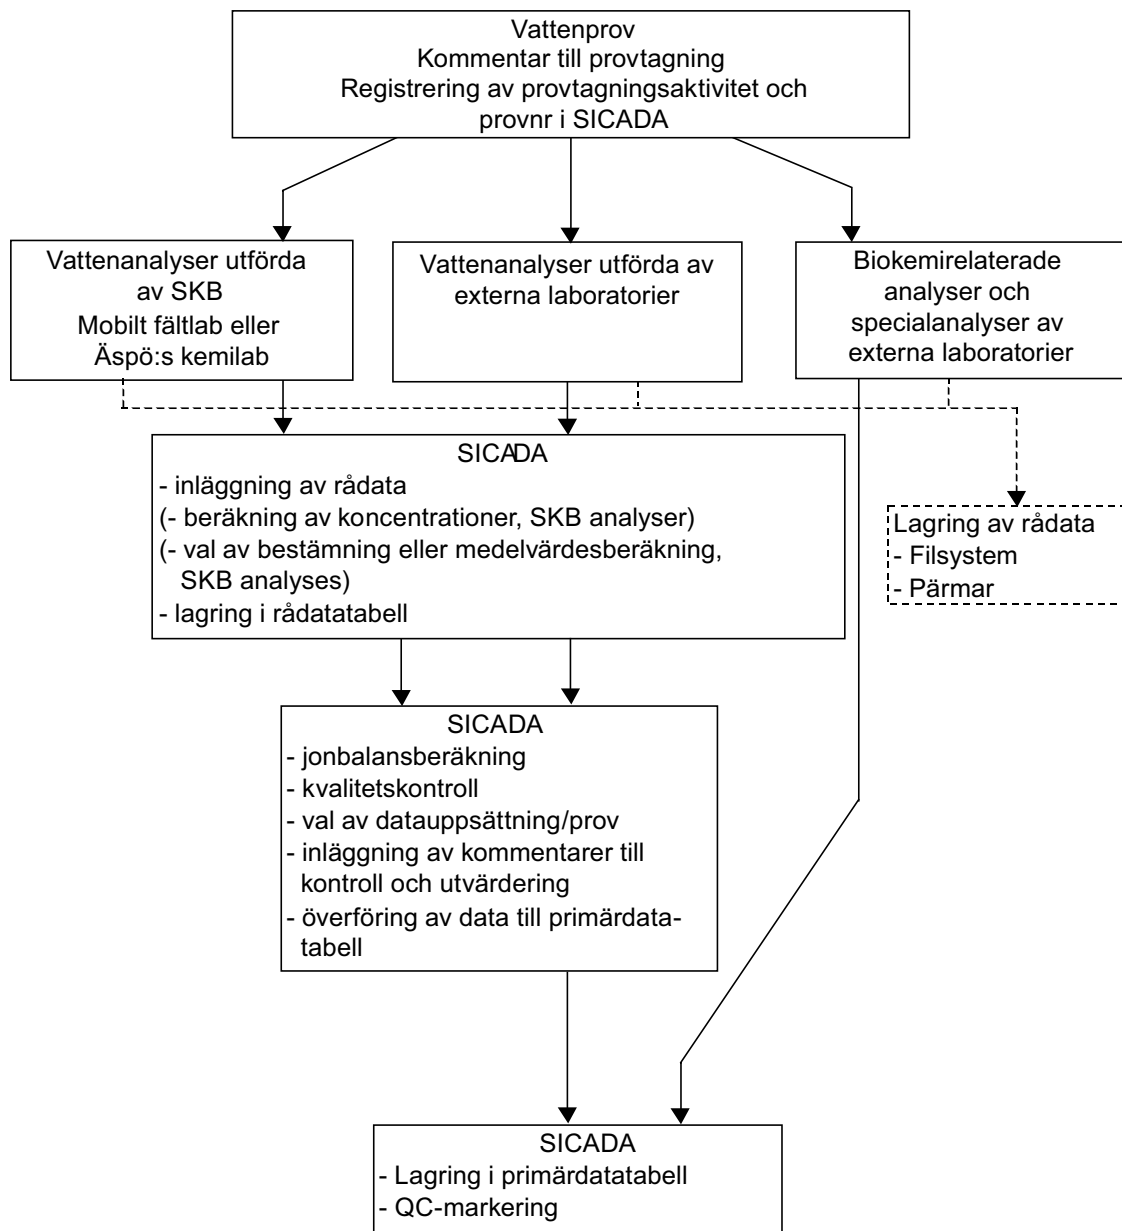 Vattenprov
Kommentar till provtagning
Registrering av provtagningsaktivitet och
provnr i SICADA
Vattenanalyser utförda
av SKB
Mobilt fältlab eller
Äspö:s kemilab
Vattenanalyser utförda av
externa laboratorier
Biokemirelaterade
analyser och
specialanalyser av
externa laboratorier
SICADA
- inläggning av rådata
(- beräkning av koncentrationer, SKB analyser)
(- val av bestämning eller medelvärdesberäkning,
SKB analyses)
- lagring i rådatatabell
Lagring av rådata
- Filsystem
- Pärmar
SICADA
- jonbalansberäkning
- kvalitetskontroll
- val av datauppsättning/prov
- inläggning av kommentarer till
kontroll och utvärdering
- överföring av data till primärdata-
tabell
SICADA
- Lagring i primärdatatabell
- QC-markering